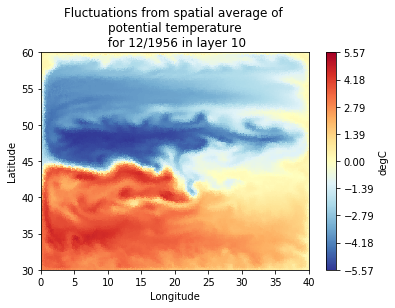 Fluctuations from spatial average of
potential temperature
for 12/1956 in layer 10
60
55
50
45
40
35
30
Latitude
0 5 10 15 20 25 30 35 40
Longitude
5.57
4.18
2.79
1.39
0.00
−1.39
−2.79
−4.18
−5.57
degC